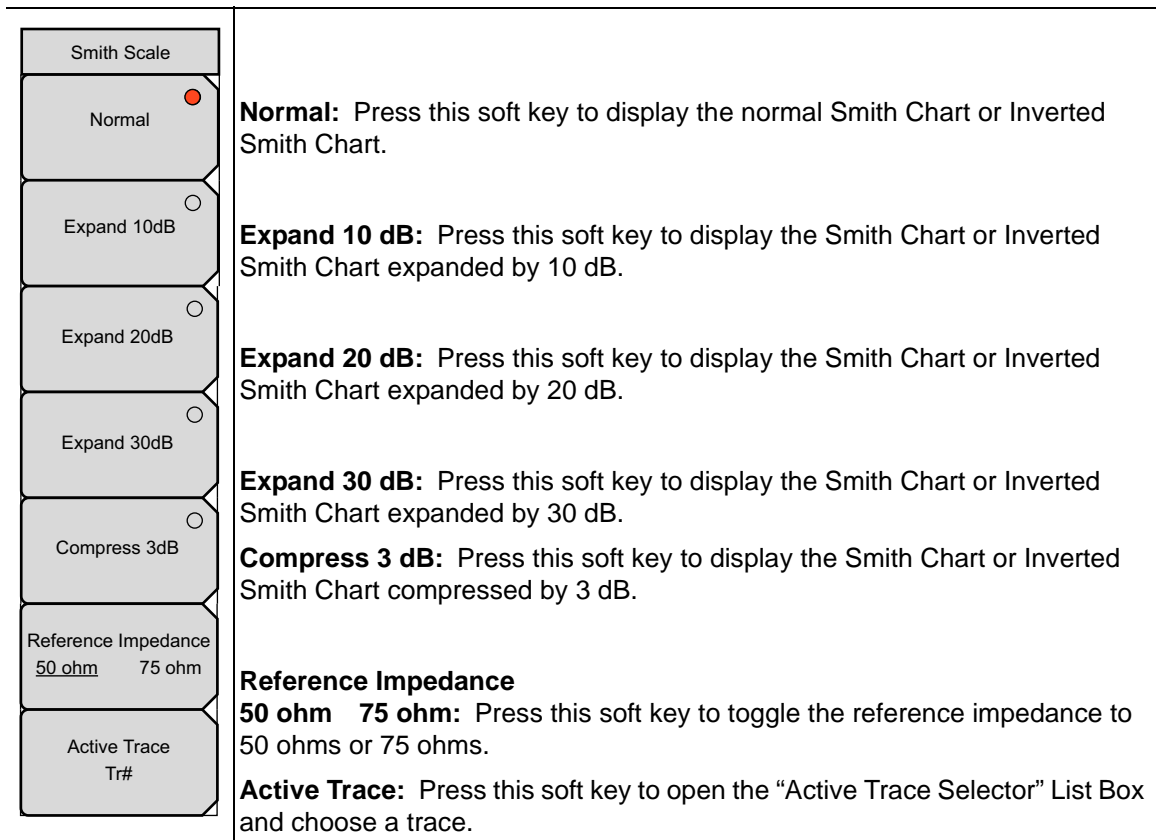 Smith Scale
Normal
Expand 10dB
Expand 20dB
Expand 30dB
Compress 3dB
Reference Impedance
50 ohm 75 ohm
Active Trace
Tr#
Normal: Press this soft key to display the normal Smith Chart or Inverted
Smith Chart.
Expand 10 dB: Press this soft key to display the Smith Chart or Inverted
Smith Chart expanded by 10 dB.
Expand 20 dB: Press this soft key to display the Smith Chart or Inverted
Smith Chart expanded by 20 dB.
Expand 30 dB: Press this soft key to display the Smith Chart or Inverted
Smith Chart expanded by 30 dB.
Compress 3 dB: Press this soft key to display the Smith Chart or Inverted
Smith Chart compressed by 3 dB.
Reference Impedance
50 ohm 75 ohm: Press this soft key to toggle the reference impedance to
50 ohms or 75 ohms.
Active Trace: Press this soft key to open the “Active Trace Selector” List Box
and choose a trace.